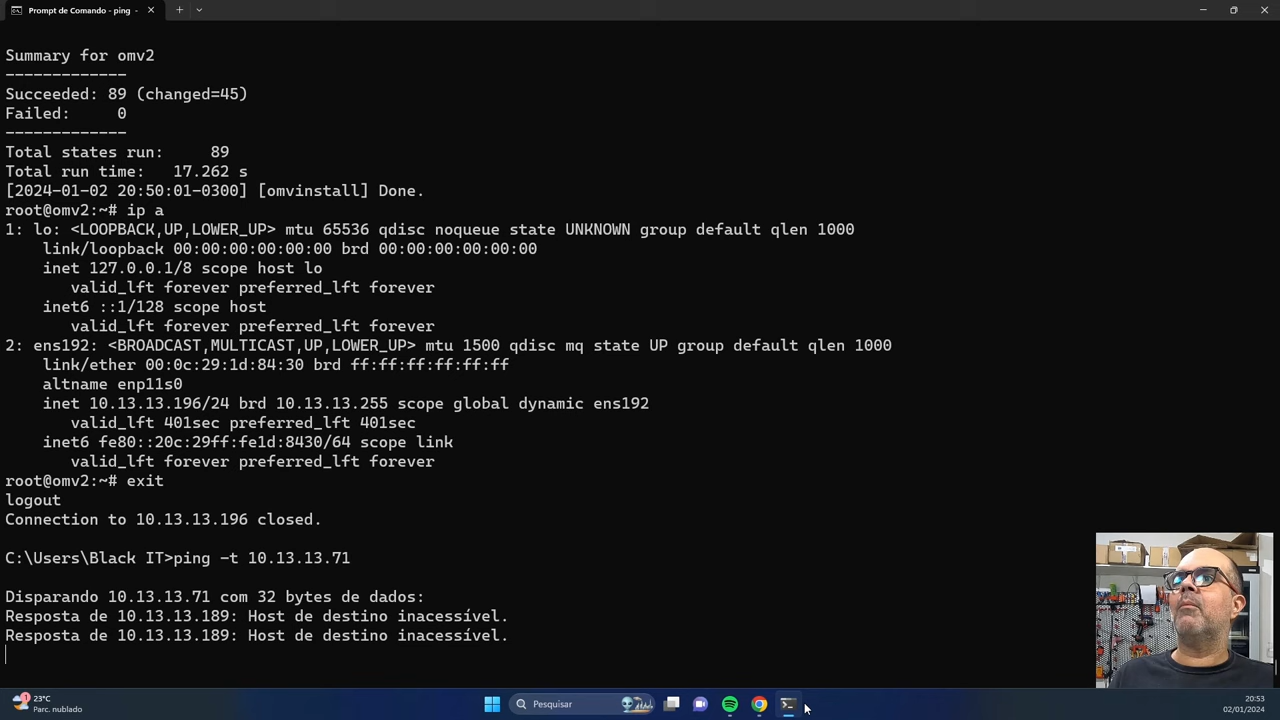 Prompt de Comando - ping -
Summary for omv2
-------------
Succeeded: 89 (changed=45)
Failed:     0
-------------
Total states run:     89
Total run time:   17.262 s
[2024-01-02 20:50:01-0300] [omvinstall] Done.
root@omv2:~# ip a
1: lo: <LOOPBACK,UP,LOWER_UP> mtu 65536 qdisc noqueue state UNKNOWN group default qlen 1000
    link/loopback 00:00:00:00:00:00 brd 00:00:00:00:00:00
    inet 127.0.0.1/8 scope host lo
       valid_lft forever preferred_lft forever
    inet6 ::1/128 scope host
       valid_lft forever preferred_lft forever
2: ens192: <BROADCAST,MULTICAST,UP,LOWER_UP> mtu 1500 qdisc mq state UP group default qlen 1000
    link/ether 00:0c:29:1d:84:30 brd ff:ff:ff:ff:ff:ff
    altname enp11s0
    inet 10.13.13.196/24 brd 10.13.13.255 scope global dynamic ens192
       valid_lft 401sec preferred_lft 401sec
    inet6 fe80::20c:29ff:fe1d:8430/64 scope link
       valid_lft forever preferred_lft forever
root@omv2:~# exit
logout
Connection to 10.13.13.196 closed.
C:\Users\Black IT>ping -t 10.13.13.71
Disparando 10.13.13.71 com 32 bytes de dados:
Resposta de 10.13.13.189: Host de destino inacessível.
Resposta de 10.13.13.189: Host de destino inacessível.
1
23°C
Parc. nublado
Pesquisar
20:53
02/01/2024